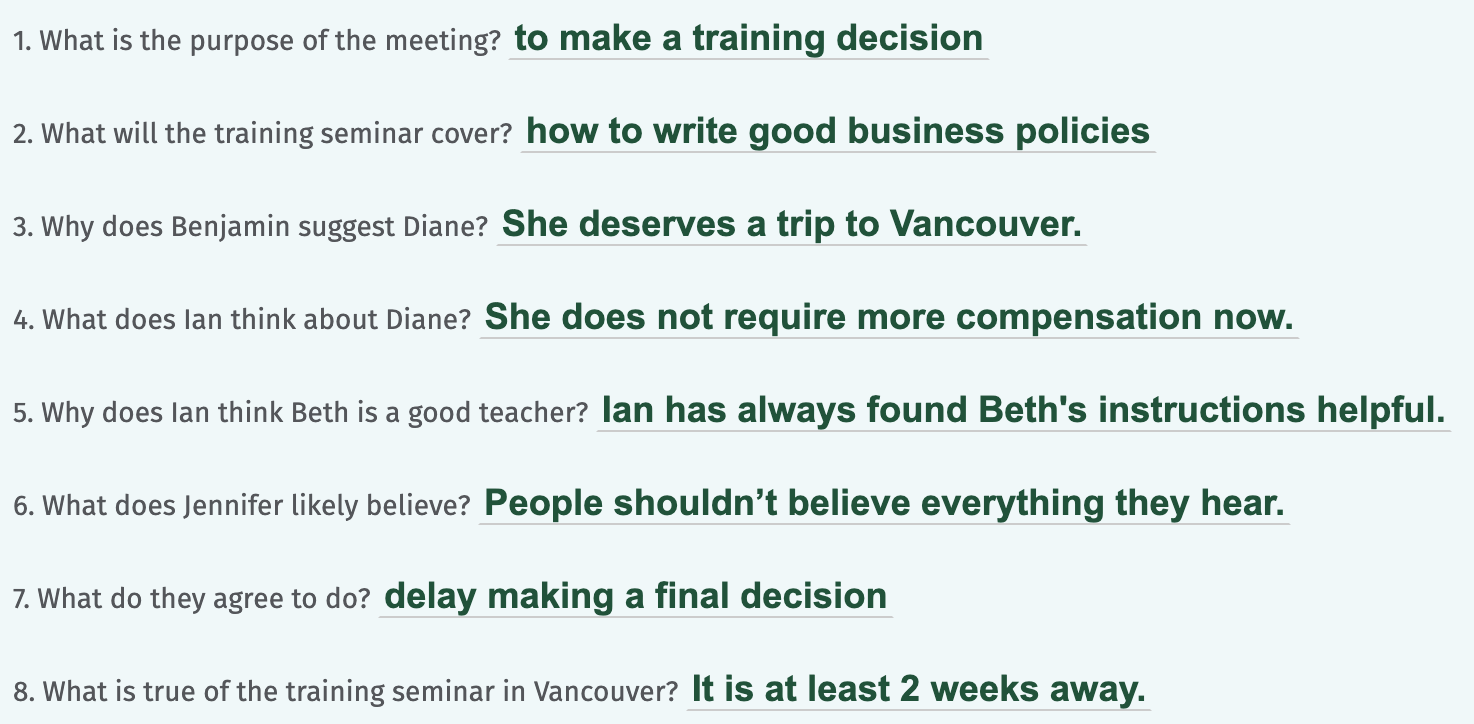 1. What is the purpose of the meeting? to make a training decision
2. What will the training seminar cover? how to write good business policies
3. Why does Benjamin suggest Diane? She deserves a trip to Vancouver.
4. What does Ian think about Diane? She does not require more compensation now.
5. Why does Ian think Beth is a good teacher? Ian has always found Beth's instructions helpful.
6. What does Jennifer likely believe? People shouldn’t believe everything they hear.
7. What do they agree to do? delay making a final decision
8. What is true of the training seminar in Vancouver? It is at least 2 weeks away.